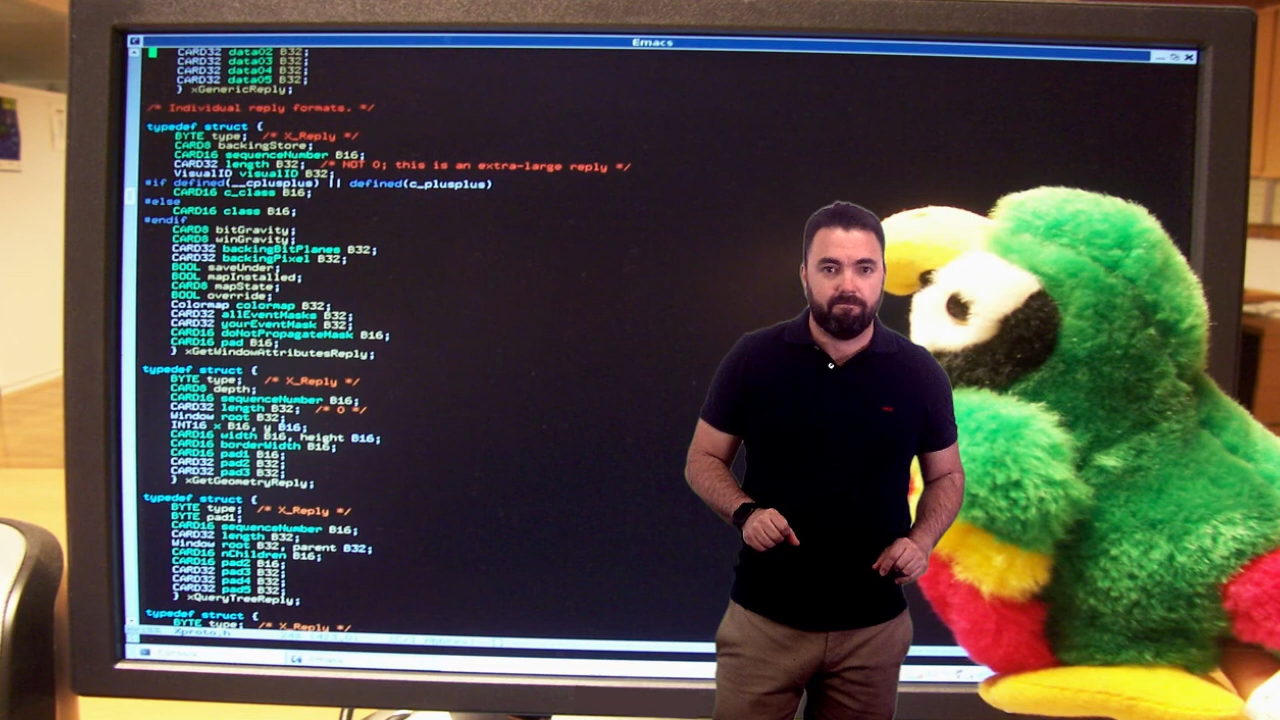 Emacs
CARD32 data02 B32;
CARD32 data03 B32;
CARD32 data04 B32;
CARD32 data05 B32;
} xGenericReply;
/* Individual reply formats. */
typedef struct {
BYTE type; /* X_Reply */
CARD8 backingStore;
CARD16 sequenceNumber B16;
CARD32 length B32; /* NOT 0; this is an extra-large reply */
VisualID visualID B32;
#if defined(__cplusplus) || defined(c_plusplus)
CARD16 c_class B16;
#else
CARD16 class B16;
#endif
CARD8 bitGravity;
CARD8 winGravity;
CARD32 backingBitPlanes B32;
CARD32 backingPixel B32;
BOOL saveUnder;
BOOL mapInstalled;
CARD8 mapState;
BOOL override;
Colormap colormap B32;
CARD32 allEventMasks B32;
CARD32 yourEventMask B32;
CARD16 doNotPropagateMask B16;
CARD16 pad B16;
} xGetWindowAttributesReply;
typedef struct {
BYTE type; /* X_Reply */
CARD8 depth;
CARD16 sequenceNumber B16;
CARD32 length B32; /* 0 */
Window root B32;
INT16 x B16, y B16;
CARD16 width B16, height B16;
CARD16 borderWidth B16;
CARD16 pad1 B16;
CARD32 pad2 B32;
CARD32 pad3 B32;
} xGetGeometryReply;
typedef struct {
BYTE type; /* X_Reply */
BYTE pad1;
CARD16 sequenceNumber B16;
CARD32 length B32;
Window root B32, parent B32;
CARD16 nChildren B16;
CARD16 pad2 B16;
CARD32 pad3 B32;
CARD32 pad4 B32;
CARD32 pad5 B32;
} xQueryTreeReply;
typedef struct {
BYTE type; /* X_Reply */
Xproto.h